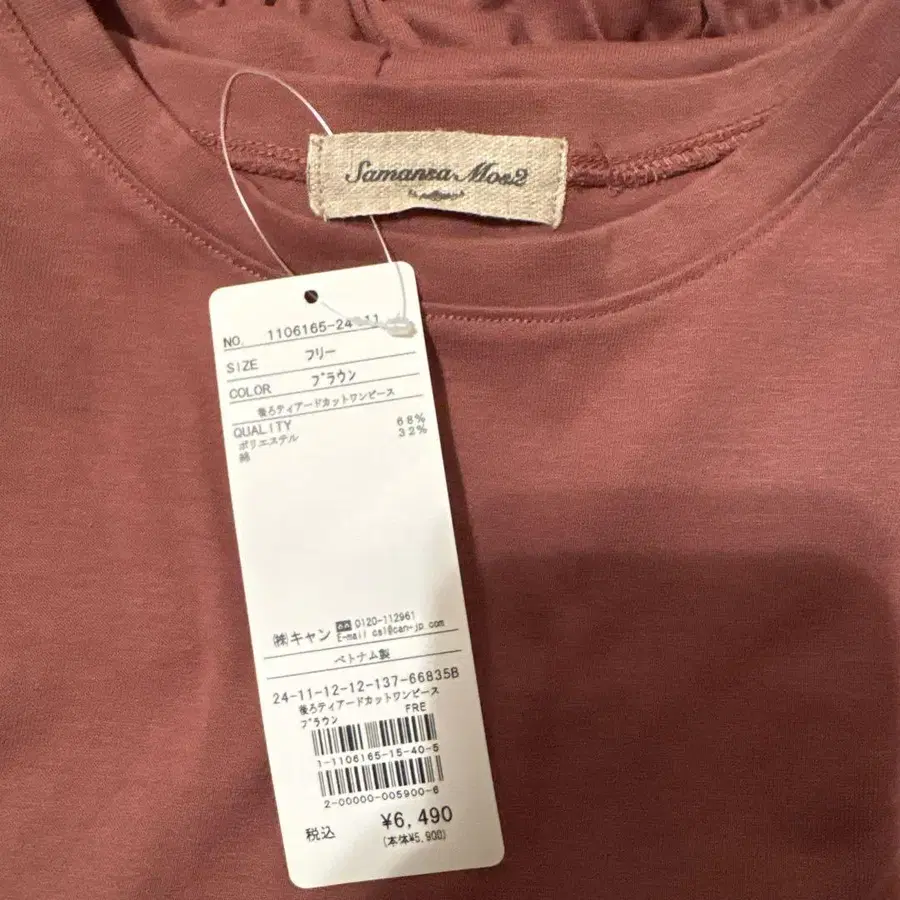 Samansa Mos2
NO. 1106165-24 11
SIZE フリー
COLOR ブラウン
後ろティアードカットワンピース
QUALITY
ポリエステル 68%
綿 32%
㈱キャン 0120-112961
E-mail csl@can-jp.com
ベトナム製
24-11-12-12-137-66835B
後ろティアードカットワンピース
ブラウン FRE
1-1106165-15-40-5
2-00000-005900-6
税込 ¥6,490
(本体¥5,900)